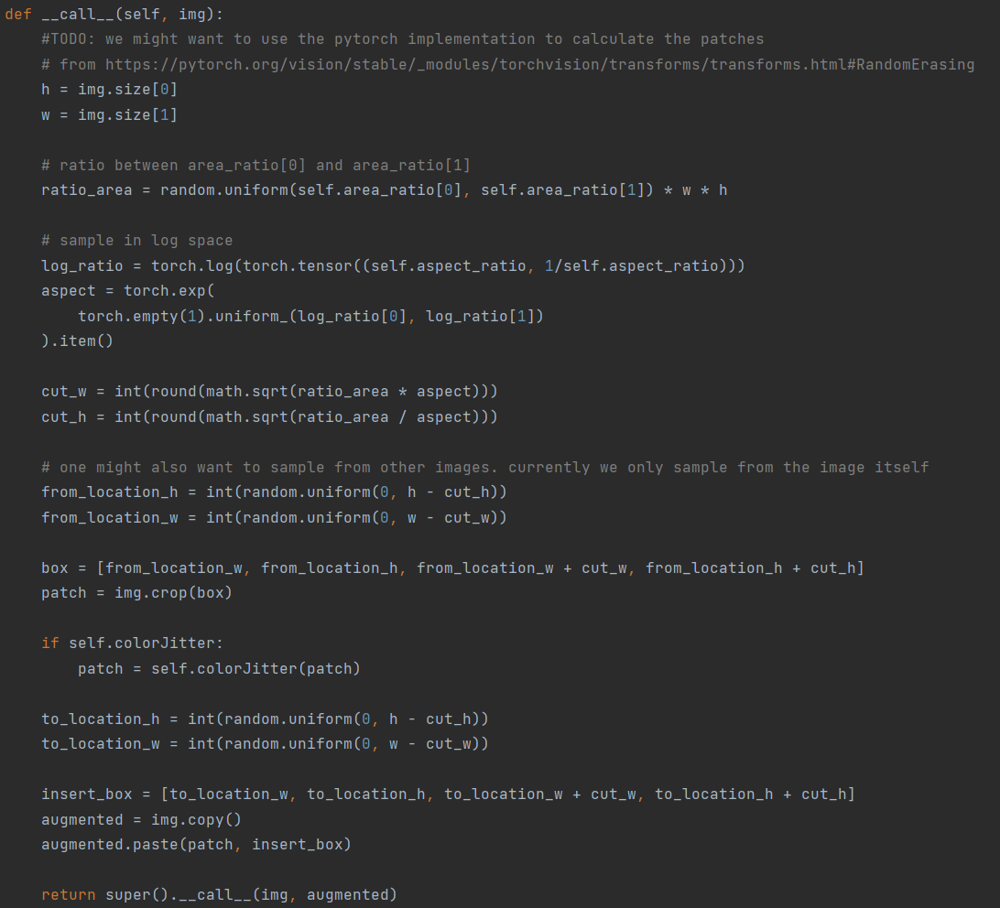 def __call__(self, img):
    #TODO: we might want to use the pytorch implementation to calculate the patches
    # from https://pytorch.org/vision/stable/_modules/torchvision/transforms/transforms.html#RandomErasing
    h = img.size[0]
    w = img.size[1]

    # ratio between area_ratio[0] and area_ratio[1]
    ratio_area = random.uniform(self.area_ratio[0], self.area_ratio[1]) * w * h

    # sample in log space
    log_ratio = torch.log(torch.tensor((self.aspect_ratio, 1/self.aspect_ratio)))
    aspect = torch.exp(
        torch.empty(1).uniform_(log_ratio[0], log_ratio[1])
    ).item()

    cut_w = int(round(math.sqrt(ratio_area * aspect)))
    cut_h = int(round(math.sqrt(ratio_area / aspect)))

    # one might also want to sample from other images. currently we only sample from the image itself
    from_location_h = int(random.uniform(0, h - cut_h))
    from_location_w = int(random.uniform(0, w - cut_w))

    box = [from_location_w, from_location_h, from_location_w + cut_w, from_location_h + cut_h]
    patch = img.crop(box)

    if self.colorJitter:
        patch = self.colorJitter(patch)

    to_location_h = int(random.uniform(0, h - cut_h))
    to_location_w = int(random.uniform(0, w - cut_w))

    insert_box = [to_location_w, to_location_h, to_location_w + cut_w, to_location_h + cut_h]
    augmented = img.copy()
    augmented.paste(patch, insert_box)

    return super().__call__(img, augmented)